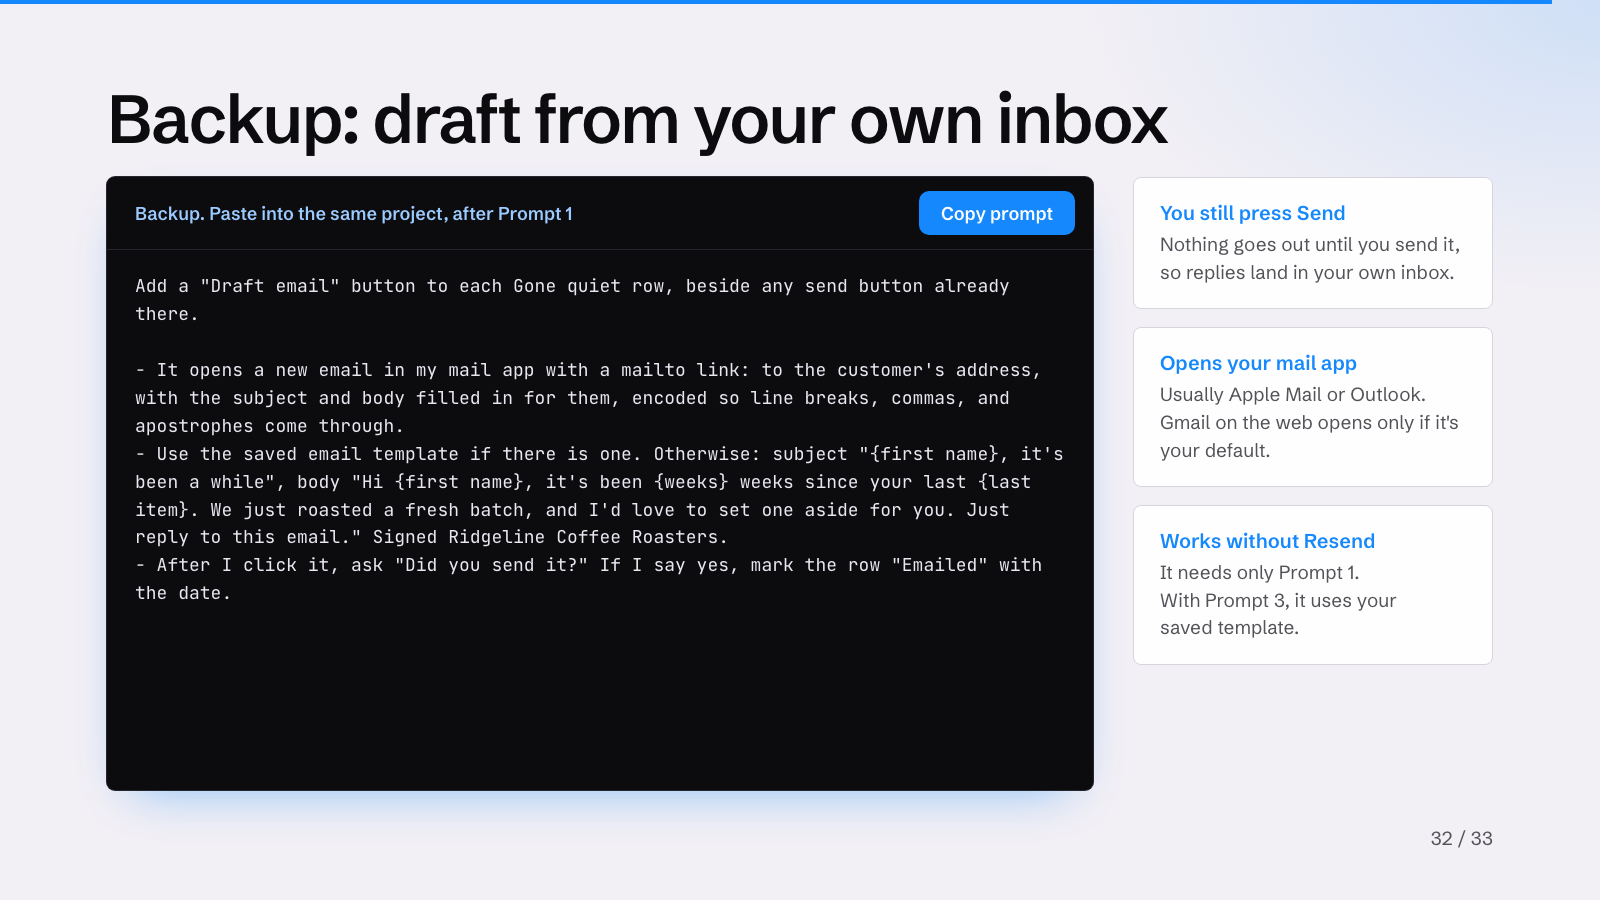 Backup: draft from your own inbox
Backup. Paste into the same project, after Prompt 1
Copy prompt
Add a "Draft email" button to each Gone quiet row, beside any send button already
there.
- It opens a new email in my mail app with a mailto link: to the customer's address,
with the subject and body filled in for them, encoded so line breaks, commas, and
apostrophes come through.
- Use the saved email template if there is one. Otherwise: subject "{first name}, it's
been a while", body "Hi {first name}, it's been {weeks} weeks since your last {last
item}. We just roasted a fresh batch, and I'd love to set one aside for you. Just
reply to this email." Signed Ridgeline Coffee Roasters.
- After I click it, ask "Did you send it?" If I say yes, mark the row "Emailed" with
the date.
You still press Send
Nothing goes out until you send it,
so replies land in your own inbox.
Opens your mail app
Usually Apple Mail or Outlook.
Gmail on the web opens only if it's
your default.
Works without Resend
It needs only Prompt 1.
With Prompt 3, it uses your
saved template.
32 / 33